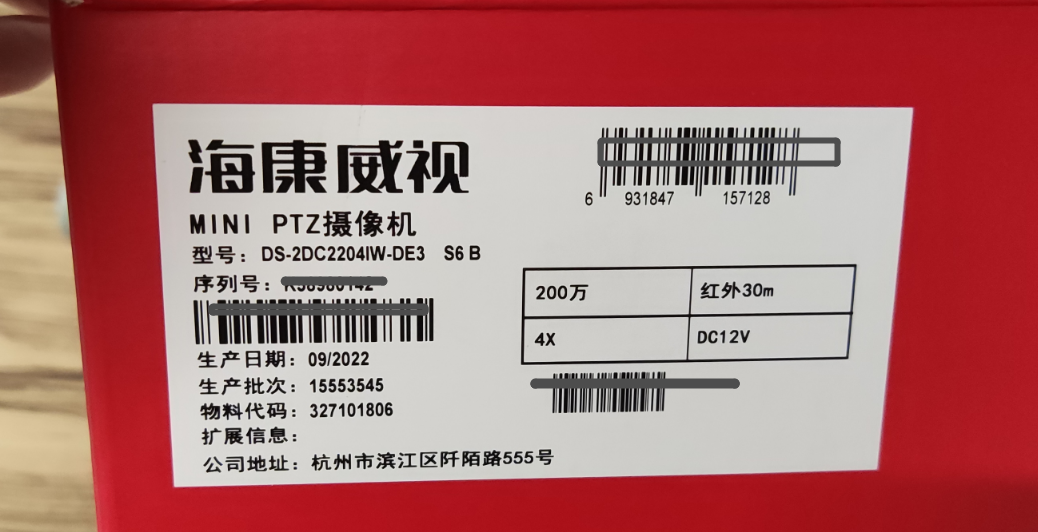 海康威视
MINI PTZ摄像机
型号：DS-2DC2204IW-DE3 S6 B
序列号：
生产日期：09/2022
生产批次：15553545
物料代码：327101806
扩展信息：
公司地址：杭州市滨江区阡陌路555号
6 931847 157128
200万 红外30m
4X DC12V